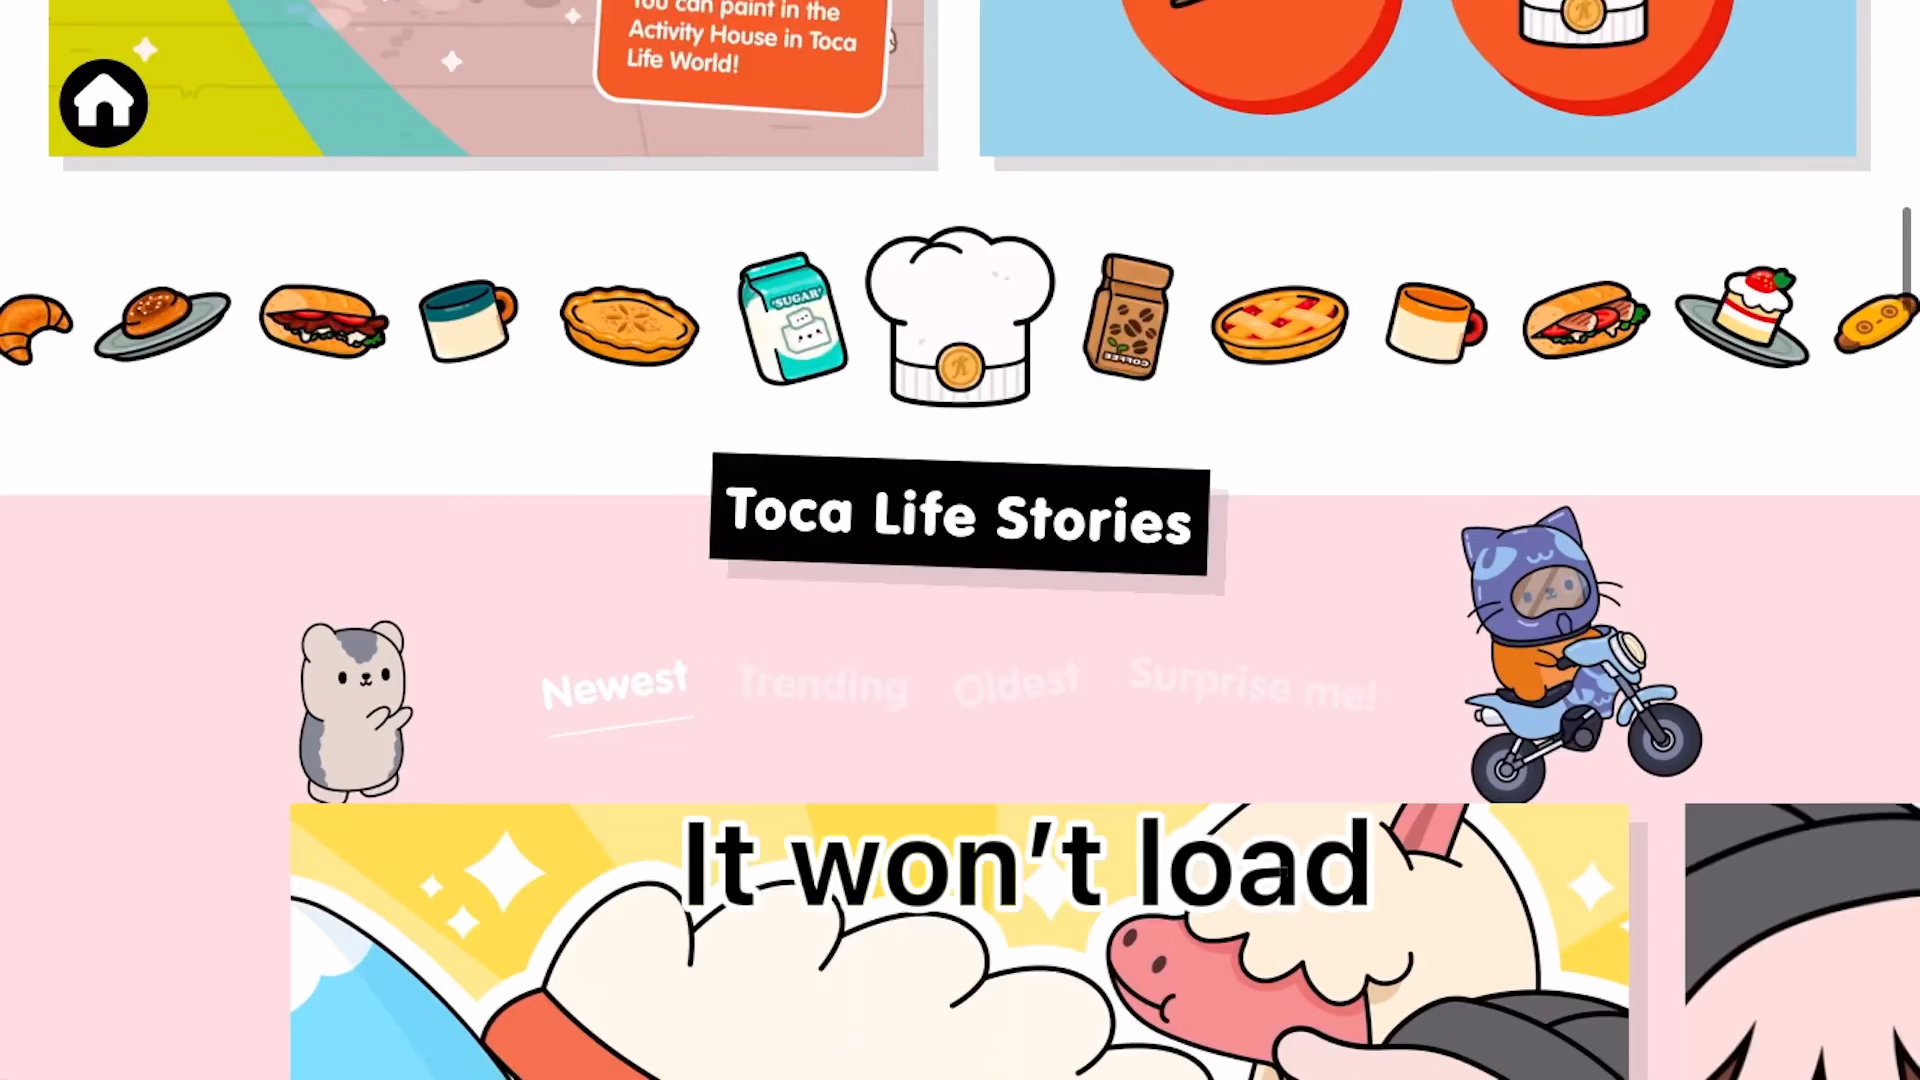 You can paint in the
Activity House in Toca
Life World!
'SUGAR'
K
COFFEE
Toca Life Stories
Newest
Trending
Oldest
Surprise me!
It won't load